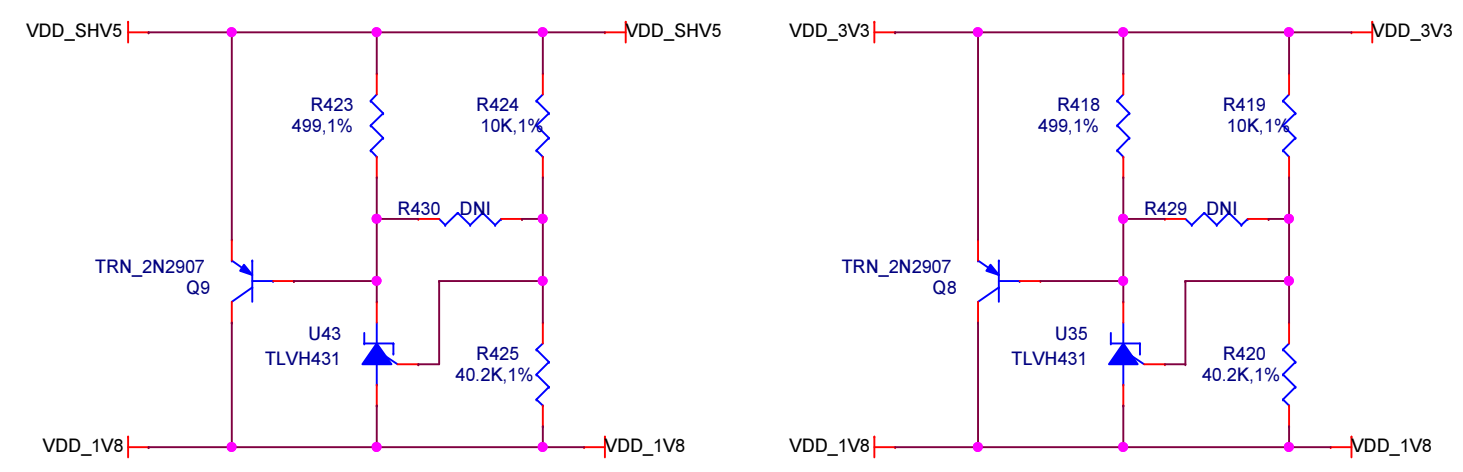 VDD_SHV5
VDD_SHV5
R423
499,1%
R424
10K,1%
R430 DNI
TRN_2N2907
Q9
U43
TLVH431
R425
40.2K,1%
VDD_1V8
VDD_1V8
VDD_3V3
VDD_3V3
R418
499,1%
R419
10K,1%
R429 DNI
TRN_2N2907
Q8
U35
TLVH431
R420
40.2K,1%
VDD_1V8
VDD_1V8